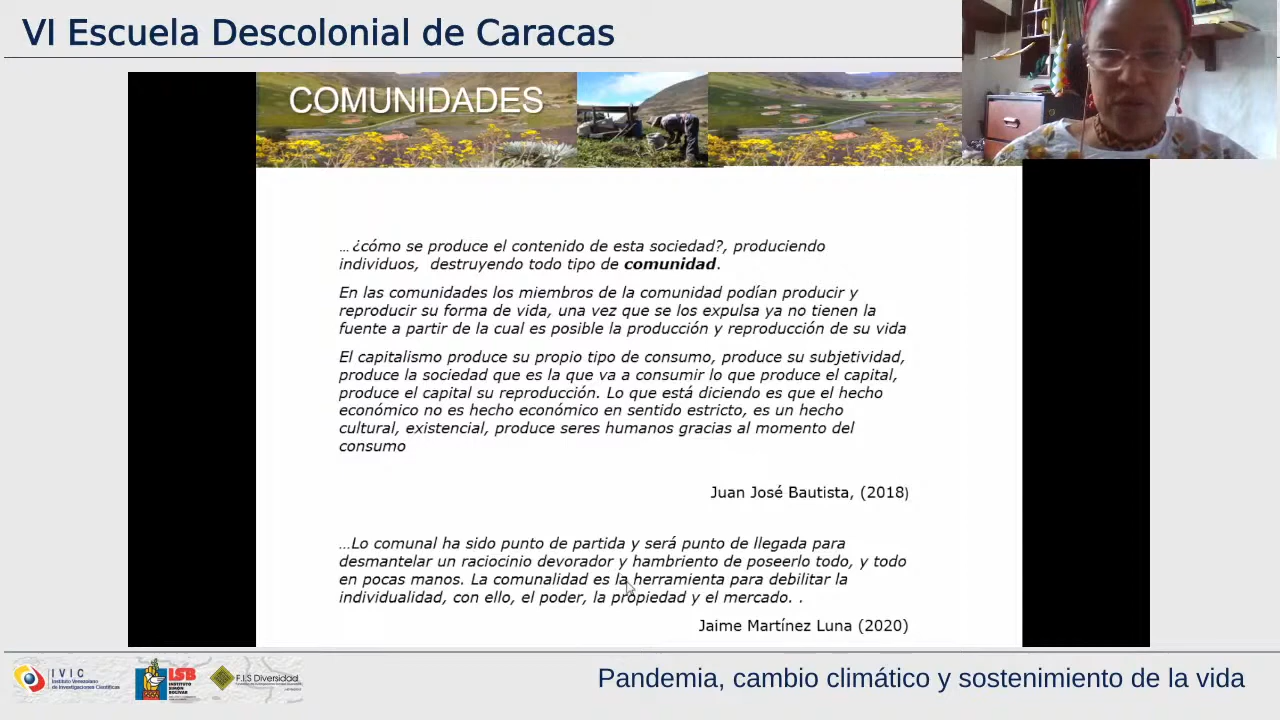 VI Escuela Descolonial de Caracas
COMUNIDADES
...¿cómo se produce el contenido de esta sociedad?, produciendo
individuos, destruyendo todo tipo de comunidad.
En las comunidades los miembros de la comunidad podían producir y
reproducir su forma de vida, una vez que se los expulsa ya no tienen la
fuente a partir de la cual es posible la producción y reproducción de su vida
El capitalismo produce su propio tipo de consumo, produce su subjetividad,
produce la sociedad que es la que va a consumir lo que produce el capital,
produce el capital su reproducción. Lo que está diciendo es que el hecho
económico no es hecho económico en sentido estricto, es un hecho
cultural, existencial, produce seres humanos gracias al momento del
consumo
Juan José Bautista, (2018)
...Lo comunal ha sido punto de partida y será punto de llegada para
desmantelar un raciocinio devorador y hambriento de poseerlo todo, y todo
en pocas manos. La comunalidad es la herramienta para debilitar la
individualidad, con ello, el poder, la propiedad y el mercado. .
Jaime Martínez Luna (2020)
IVIC
Instituto Venezolano
de Investigaciones Científicas
ISB
INSTITUTO
SIMÓN
BOLÍVAR
F.I.S Diversidad
Pandemia, cambio climático y sostenimiento de la vida